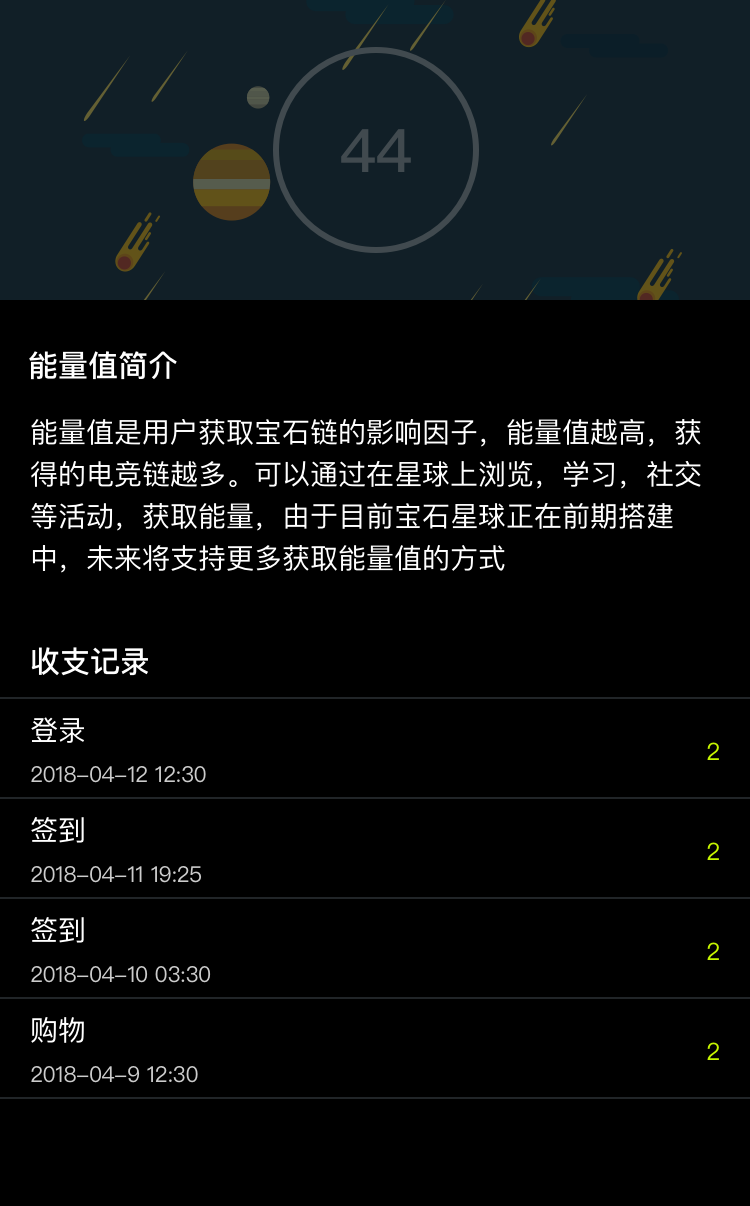 44
能量值简介
能量值是用户获取宝石链的影响因子，能量值越高，获
得的电竞链越多。可以通过在星球上浏览，学习，社交
等活动，获取能量，由于目前宝石星球正在前期搭建
中，未来将支持更多获取能量值的方式
收支记录
登录
2
2018–04–12 12:30
签到
2
2018–04–11 19:25
签到
2
2018–04–10 03:30
购物
2
2018–04–9 12:30